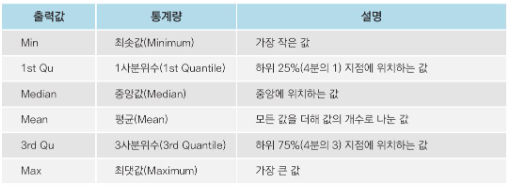 출력값 통계량 설명
Min 최솟값(Minimum) 가장 작은 값
1st Qu 1사분위수(1st Quantile) 하위 25%(4분의 1) 지점에 위치하는 값
Median 중앙값(Median) 중앙에 위치하는 값
Mean 평균(Mean) 모든 값을 더해 값의 개수로 나눈 값
3rd Qu 3사분위수(3rd Quantile) 하위 75%(4분의 3) 지점에 위치하는 값
Max 최댓값(Maximum) 가장 큰 값